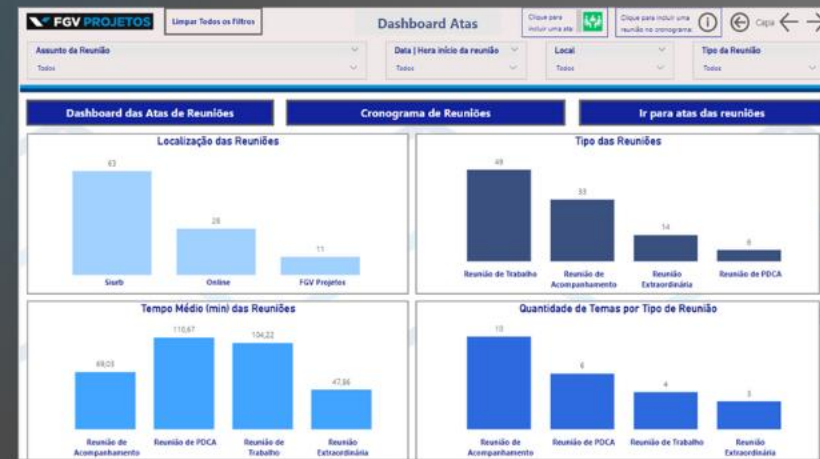 FGV PROJETOS
Limpar Todos os Filtros
Dashboard Atas
Clique para
incluir uma ata
Clique para incluir uma
reunião no cronograma:
Capa
Assunto da Reunião
Todos
Data | Hora início da reunião
Todos
Local
Todos
Tipo da Reunião
Todos
Dashboard das Atas de Reuniões
Cronograma de Reuniões
Ir para atas das reuniões
Localização das Reuniões
63
28
11
Siurb
Online
FGV Projetos
Tipo das Reuniões
49
33
14
6
Reunião de Trabalho
Reunião de
Acompanhamento
Reunião
Extraordinária
Reunião de PDCA
Tempo Médio (min) das Reuniões
69,03
110,67
104,22
47,86
Reunião de
Acompanhamento
Reunião de PDCA
Reunião de
Trabalho
Reunião
Extraordinária
Quantidade de Temas por Tipo de Reunião
10
6
4
3
Reunião de
Acompanhamento
Reunião de PDCA
Reunião de Trabalho
Reunião
Extraordinária